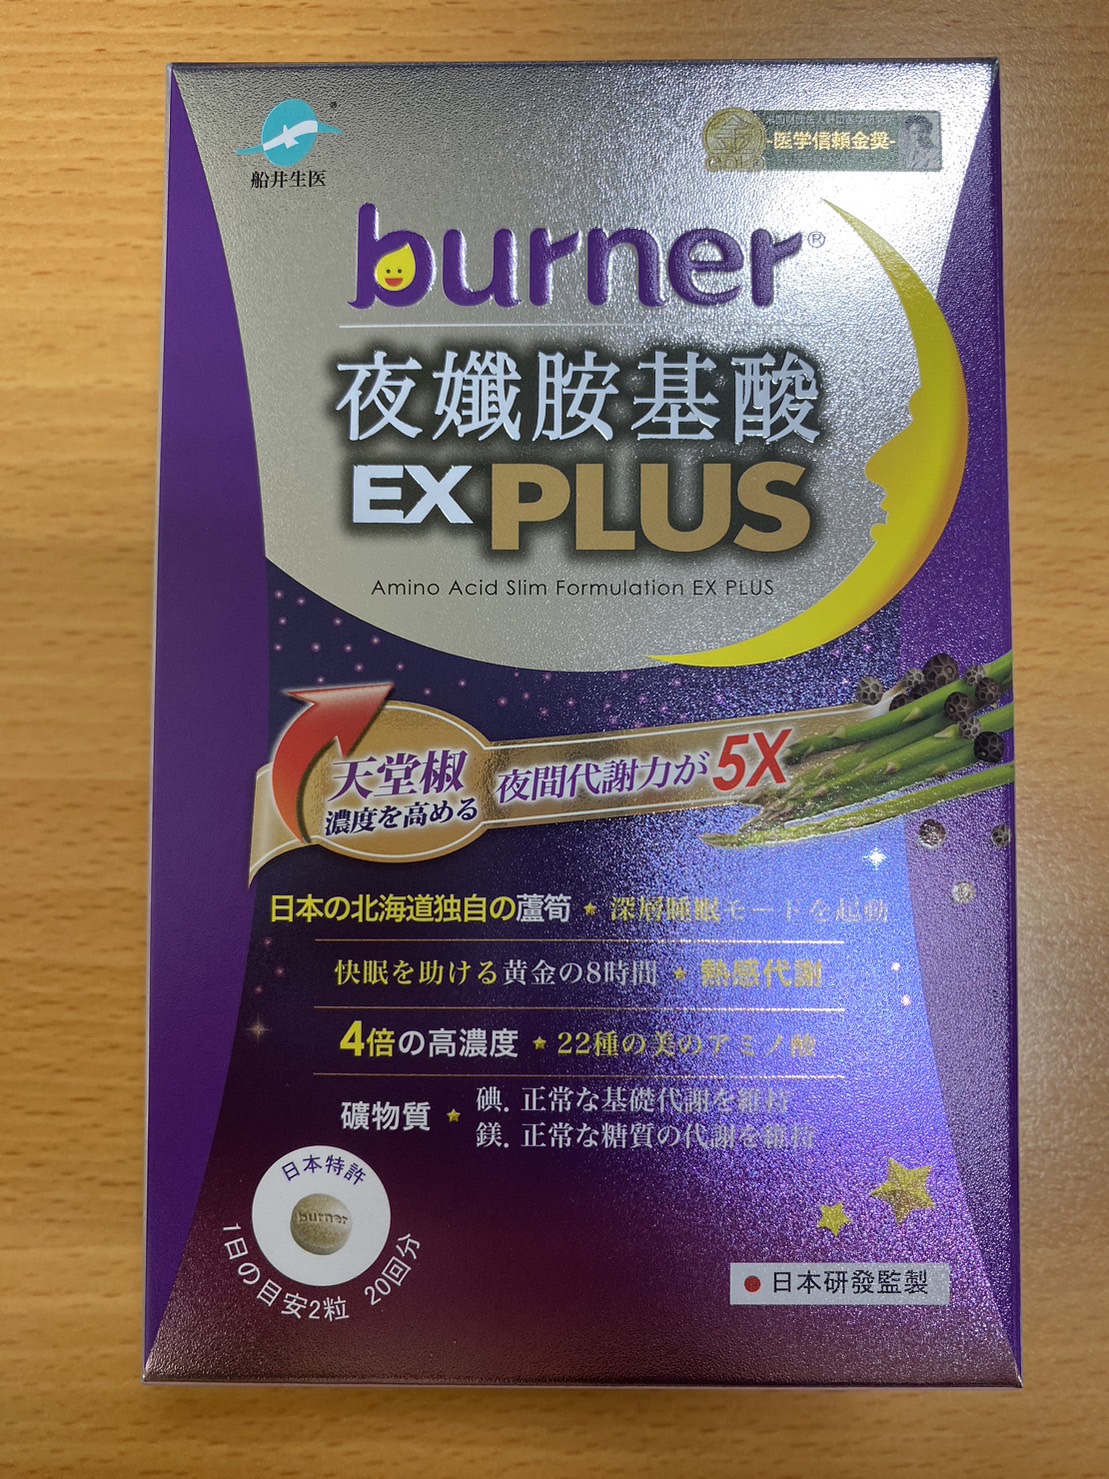 船井生医
-医学信頼金奨-
burner®
夜孅胺基酸
EX PLUS
Amino Acid Slim Formulation EX PLUS
天堂椒
濃度を高める
夜間代謝力が5X
日本の北海道独自の蘆筍★深層睡眠モードを起動
快眠を助ける黄金の8時間★熱感代謝
4倍の高濃度★22種の美のアミノ酸
礦物質★
碘. 正常な基礎代謝を維持
鎂. 正常な糖質の代謝を維持
日本特許
burner
1日の目安2粒 20回分
日本研發監製